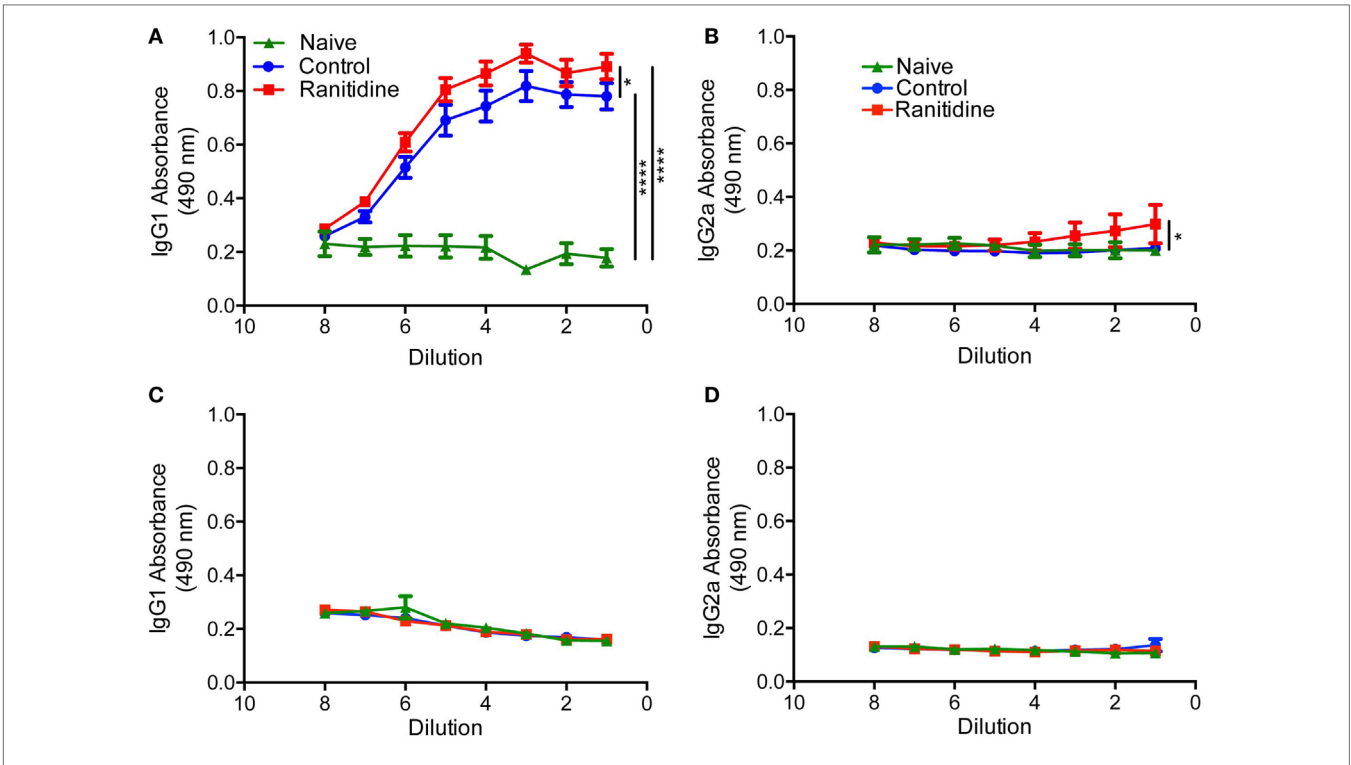 A
Naive
Control
Ranitidine
IgG1 Absorbance
(490 nm)
1.0
0.8
0.6
0.4
0.2
0.0
10 8 6 4 2 0
Dilution
*
****
****
B
Naive
Control
Ranitidine
IgG2a Absorbance
(490 nm)
1.0
0.8
0.6
0.4
0.2
0.0
10 8 6 4 2 0
Dilution
*
C
IgG1 Absorbance
(490 nm)
1.0
0.8
0.6
0.4
0.2
0.0
10 8 6 4 2 0
Dilution
D
IgG2a Absorbance
(490 nm)
1.0
0.8
0.6
0.4
0.2
0.0
10 8 6 4 2 0
Dilution